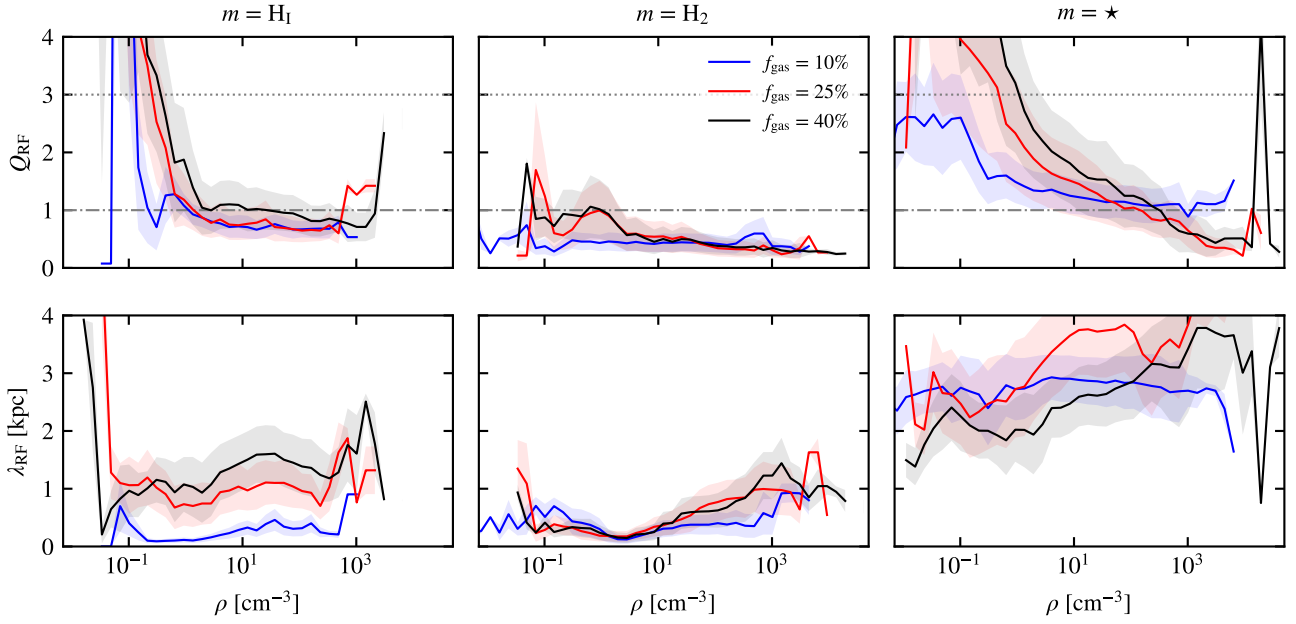 m = H_I
m = H_2
m = ⋆
Q_RF
4
3
2
1
0
f_gas = 10%
f_gas = 25%
f_gas = 40%
λ_RF [kpc]
4
3
2
1
0
10^−1 10^1 10^3
10^−1 10^1 10^3
10^−1 10^1 10^3
ρ [cm^−3]
ρ [cm^−3]
ρ [cm^−3]